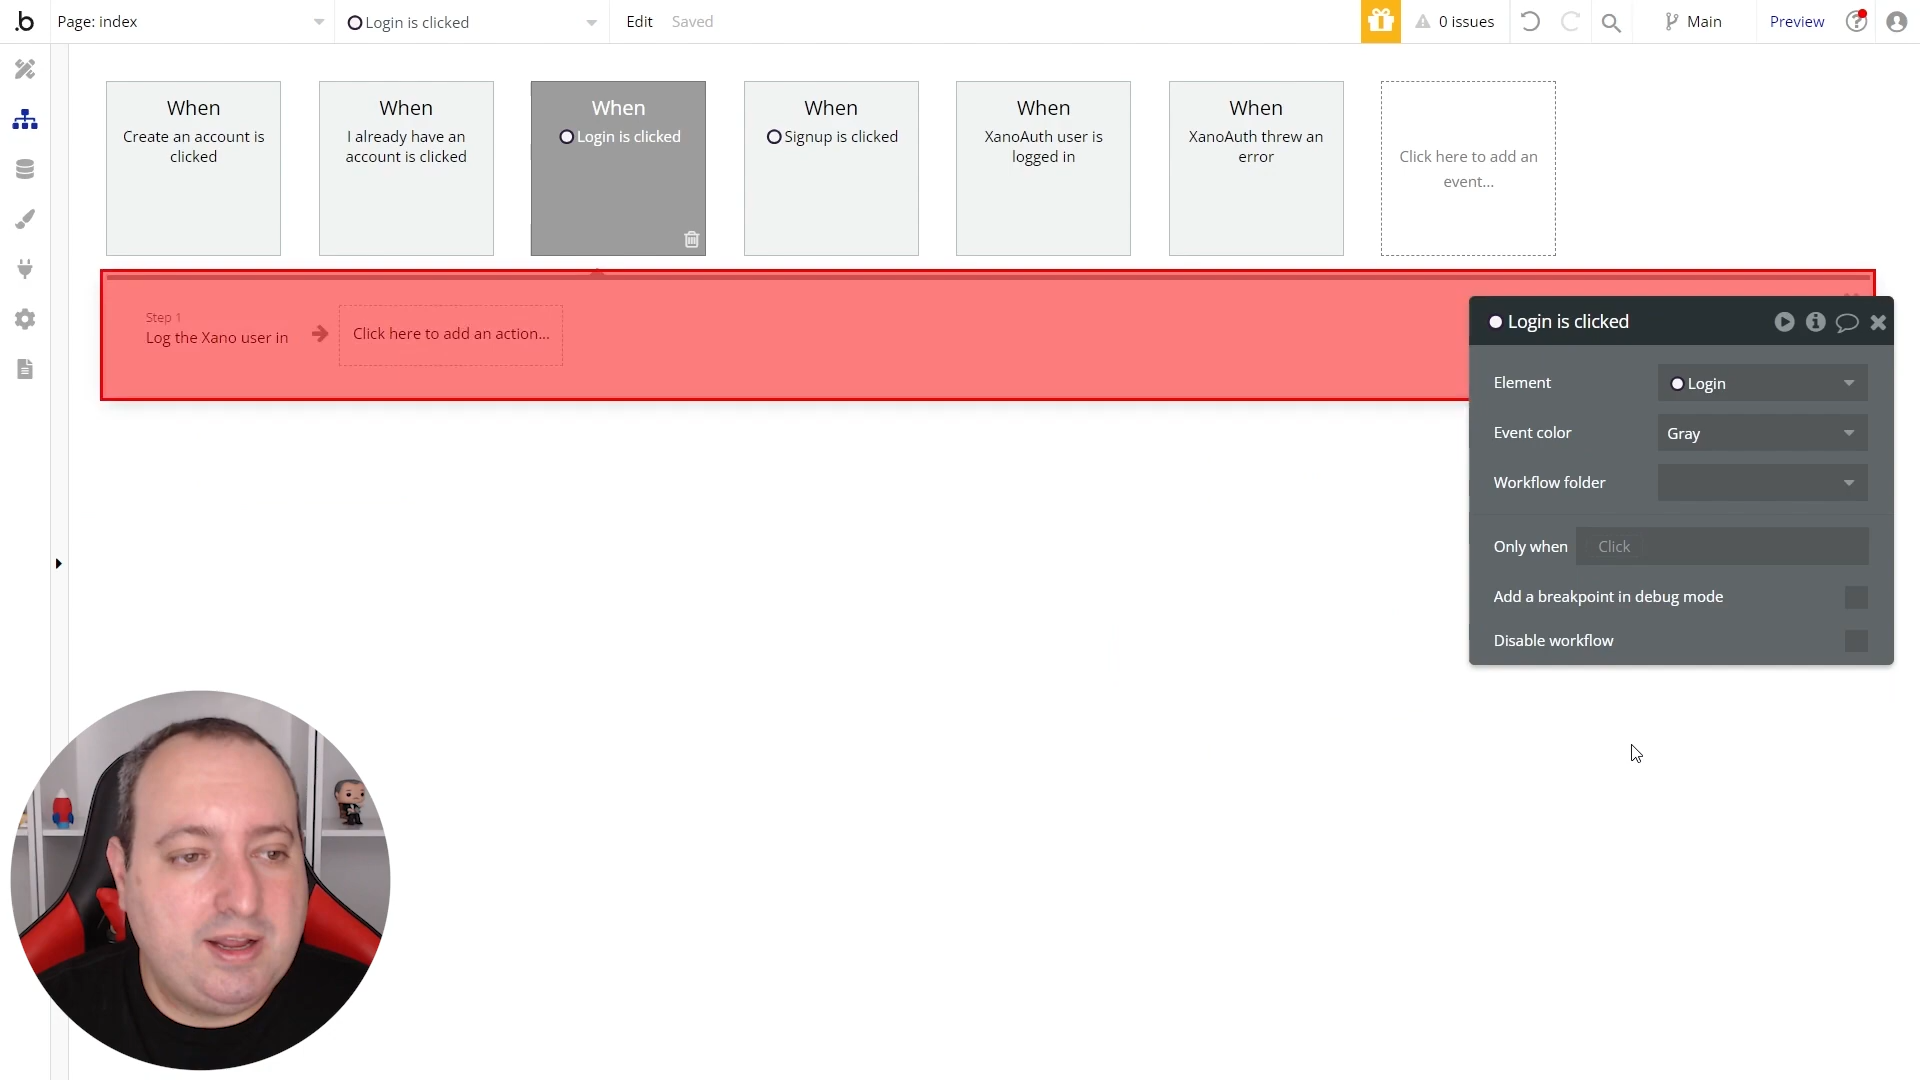 .b
Page: index
Login is clicked
Edit
Saved
0 issues
Main
Preview
When
Create an account is
clicked
When
I already have an
account is clicked
When
Login is clicked
When
Signup is clicked
When
XanoAuth user is
logged in
When
XanoAuth threw an
error
Click here to add an
event...
Step 1
Log the Xano user in
Click here to add an action...
Login is clicked
Element
Login
Event color
Gray
Workflow folder
Only when
Click
Add a breakpoint in debug mode
Disable workflow